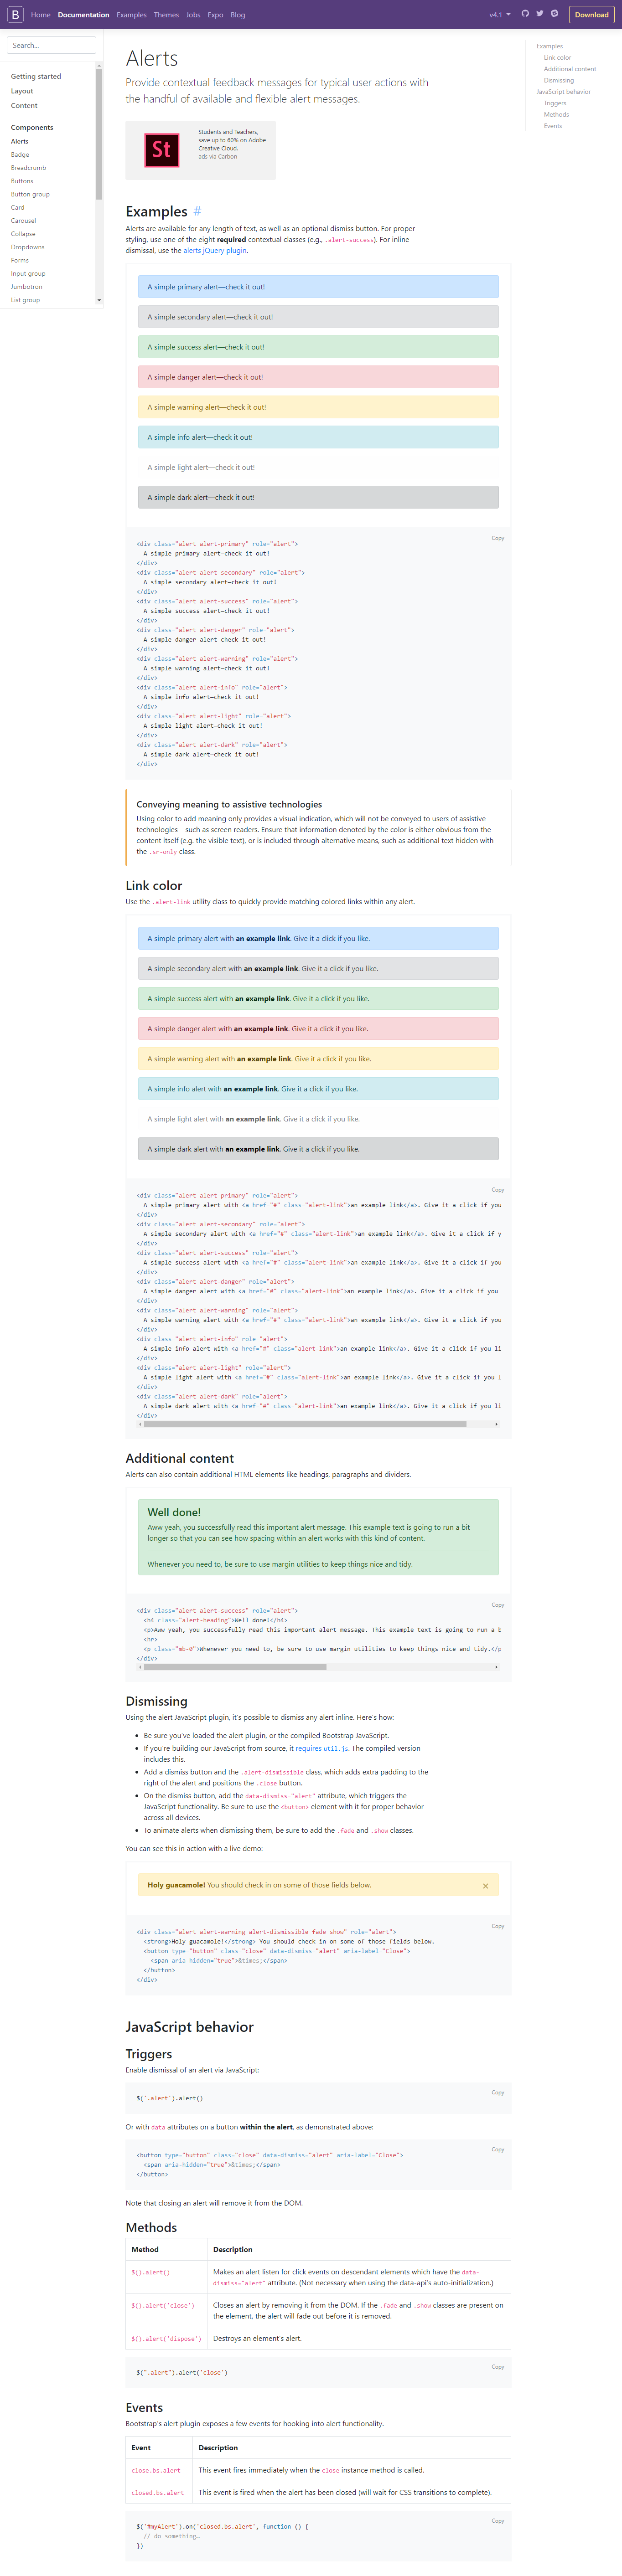 B Home Documentation Examples Themes Jobs Expo Blog v4.1 Download
Search...
Getting started
Layout
Content
Components
Alerts
Badge
Breadcrumb
Buttons
Button group
Card
Carousel
Collapse
Dropdowns
Forms
Input group
Jumbotron
List group
Alerts
Provide contextual feedback messages for typical user actions with
the handful of available and flexible alert messages.
St
Students and Teachers,
save up to 60% on Adobe
Creative Cloud.
ads via Carbon
Examples
Link color
Additional content
Dismissing
JavaScript behavior
Triggers
Methods
Events
Examples #
Alerts are available for any length of text, as well as an optional dismiss button. For proper
styling, use one of the eight required contextual classes (e.g., .alert-success). For inline
dismissal, use the alerts jQuery plugin.
A simple primary alert—check it out!
A simple secondary alert—check it out!
A simple success alert—check it out!
A simple danger alert—check it out!
A simple warning alert—check it out!
A simple info alert—check it out!
A simple light alert—check it out!
A simple dark alert—check it out!
Copy
<div class="alert alert-primary" role="alert">
  A simple primary alert—check it out!
</div>
<div class="alert alert-secondary" role="alert">
  A simple secondary alert—check it out!
</div>
<div class="alert alert-success" role="alert">
  A simple success alert—check it out!
</div>
<div class="alert alert-danger" role="alert">
  A simple danger alert—check it out!
</div>
<div class="alert alert-warning" role="alert">
  A simple warning alert—check it out!
</div>
<div class="alert alert-info" role="alert">
  A simple info alert—check it out!
</div>
<div class="alert alert-light" role="alert">
  A simple light alert—check it out!
</div>
<div class="alert alert-dark" role="alert">
  A simple dark alert—check it out!
</div>
Conveying meaning to assistive technologies
Using color to add meaning only provides a visual indication, which will not be conveyed to users of assistive
technologies – such as screen readers. Ensure that information denoted by the color is either obvious from the
content itself (e.g. the visible text), or is included through alternative means, such as additional text hidden with
the .sr-only class.
Link color
Use the .alert-link utility class to quickly provide matching colored links within any alert.
A simple primary alert with an example link. Give it a click if you like.
A simple secondary alert with an example link. Give it a click if you like.
A simple success alert with an example link. Give it a click if you like.
A simple danger alert with an example link. Give it a click if you like.
A simple warning alert with an example link. Give it a click if you like.
A simple info alert with an example link. Give it a click if you like.
A simple light alert with an example link. Give it a click if you like.
A simple dark alert with an example link. Give it a click if you like.
Copy
<div class="alert alert-primary" role="alert">
  A simple primary alert with <a href="#" class="alert-link">an example link</a>. Give it a click if you
</div>
<div class="alert alert-secondary" role="alert">
  A simple secondary alert with <a href="#" class="alert-link">an example link</a>. Give it a click if y
</div>
<div class="alert alert-success" role="alert">
  A simple success alert with <a href="#" class="alert-link">an example link</a>. Give it a click if you
</div>
<div class="alert alert-danger" role="alert">
  A simple danger alert with <a href="#" class="alert-link">an example link</a>. Give it a click if you
</div>
<div class="alert alert-warning" role="alert">
  A simple warning alert with <a href="#" class="alert-link">an example link</a>. Give it a click if you
</div>
<div class="alert alert-info" role="alert">
  A simple info alert with <a href="#" class="alert-link">an example link</a>. Give it a click if you li
</div>
<div class="alert alert-light" role="alert">
  A simple light alert with <a href="#" class="alert-link">an example link</a>. Give it a click if you l
</div>
<div class="alert alert-dark" role="alert">
  A simple dark alert with <a href="#" class="alert-link">an example link</a>. Give it a click if you li
</div>
Additional content
Alerts can also contain additional HTML elements like headings, paragraphs and dividers.
Well done!
Aww yeah, you successfully read this important alert message. This example text is going to run a bit
longer so that you can see how spacing within an alert works with this kind of content.
Whenever you need to, be sure to use margin utilities to keep things nice and tidy.
Copy
<div class="alert alert-success" role="alert">
  <h4 class="alert-heading">Well done!</h4>
  <p>Aww yeah, you successfully read this important alert message. This example text is going to run a b
  <hr>
  <p class="mb-0">Whenever you need to, be sure to use margin utilities to keep things nice and tidy.</p
</div>
Dismissing
Using the alert JavaScript plugin, it's possible to dismiss any alert inline. Here's how:
• Be sure you've loaded the alert plugin, or the compiled Bootstrap JavaScript.
• If you're building our JavaScript from source, it requires util.js. The compiled version
includes this.
• Add a dismiss button and the .alert-dismissible class, which adds extra padding to the
right of the alert and positions the .close button.
• On the dismiss button, add the data-dismiss="alert" attribute, which triggers the
JavaScript functionality. Be sure to use the <button> element with it for proper behavior
across all devices.
• To animate alerts when dismissing them, be sure to add the .fade and .show classes.
You can see this in action with a live demo:
Holy guacamole! You should check in on some of those fields below. ×
Copy
<div class="alert alert-warning alert-dismissible fade show" role="alert">
  <strong>Holy guacamole!</strong> You should check in on some of those fields below.
  <button type="button" class="close" data-dismiss="alert" aria-label="Close">
    <span aria-hidden="true">&times;</span>
  </button>
</div>
JavaScript behavior
Triggers
Enable dismissal of an alert via JavaScript:
Copy
$('.alert').alert()
Or with data attributes on a button within the alert, as demonstrated above:
Copy
<button type="button" class="close" data-dismiss="alert" aria-label="Close">
  <span aria-hidden="true">&times;</span>
</button>
Note that closing an alert will remove it from the DOM.
Methods
Method Description
$().alert() Makes an alert listen for click events on descendant elements which have the data-
dismiss="alert" attribute. (Not necessary when using the data-api's auto-initialization.)
$().alert('close') Closes an alert by removing it from the DOM. If the .fade and .show classes are present on
the element, the alert will fade out before it is removed.
$().alert('dispose') Destroys an element's alert.
Copy
$(".alert").alert('close')
Events
Bootstrap's alert plugin exposes a few events for hooking into alert functionality.
Event Description
close.bs.alert This event fires immediately when the close instance method is called.
closed.bs.alert This event is fired when the alert has been closed (will wait for CSS transitions to complete).
Copy
$('#myAlert').on('closed.bs.alert', function () {
  // do something…
})